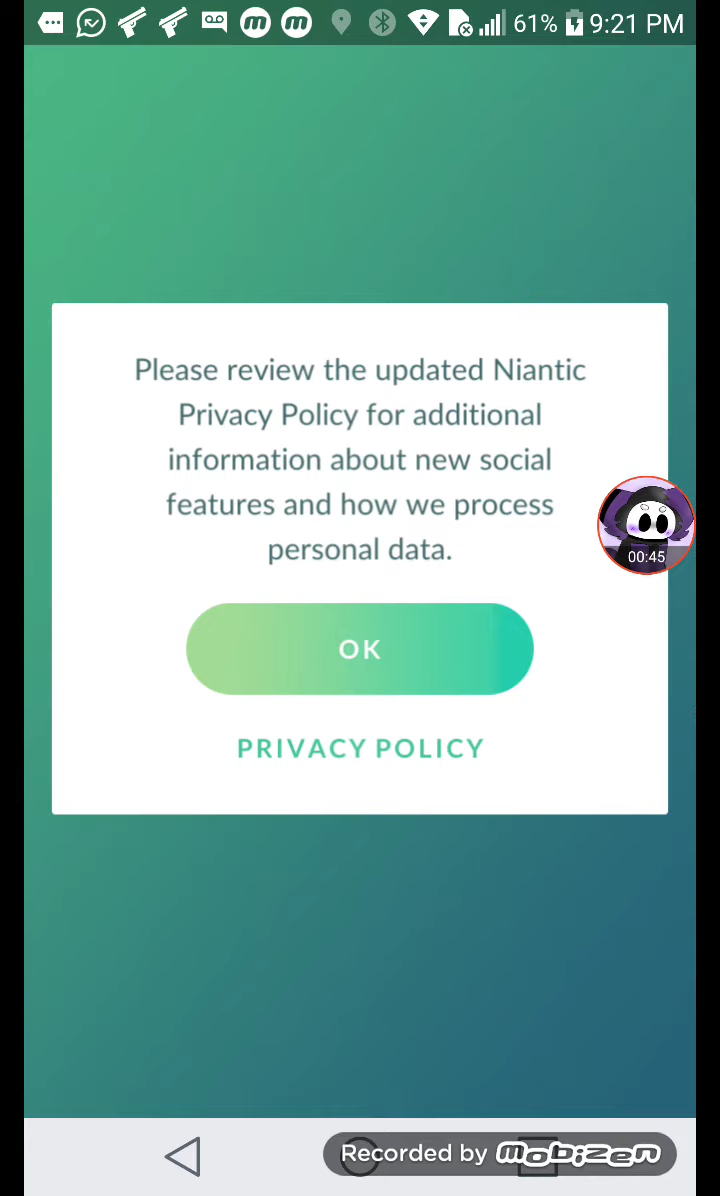 61% 9:21 PM
Please review the updated Niantic
Privacy Policy for additional
information about new social
features and how we process
personal data.
00:45
OK
PRIVACY POLICY
Recorded by mobizen